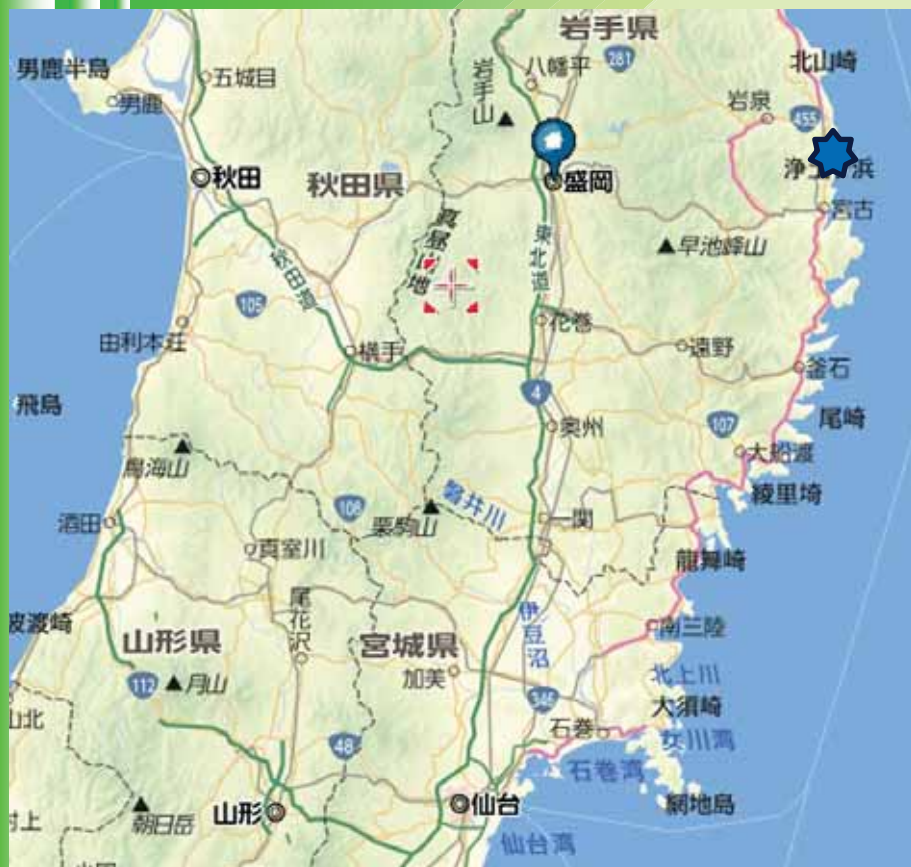 岩手県
男鹿半島
五城目
八幡平
281
北山崎
男鹿
岩手山
岩泉
455
秋田
秋田県
盛岡
浄
浜
宮古
真昼山地
東北道
早池峰山
秋田道
105
花巻
由利本荘
横手
遠野
釜石
飛島
4
尾崎
107
奥州
鳥海山
大船渡
綾里埼
108
栗駒山
磐井川
一関
酒田
真室川
龍舞崎
尾花沢
伊豆沼
波渡崎
山形県
宮城県
南三陸
加美
北上川
112
月山
346
大須崎
山北
48
石巻
女川湾
石巻湾
山形
仙台
網地島
村上
朝日岳
仙台湾